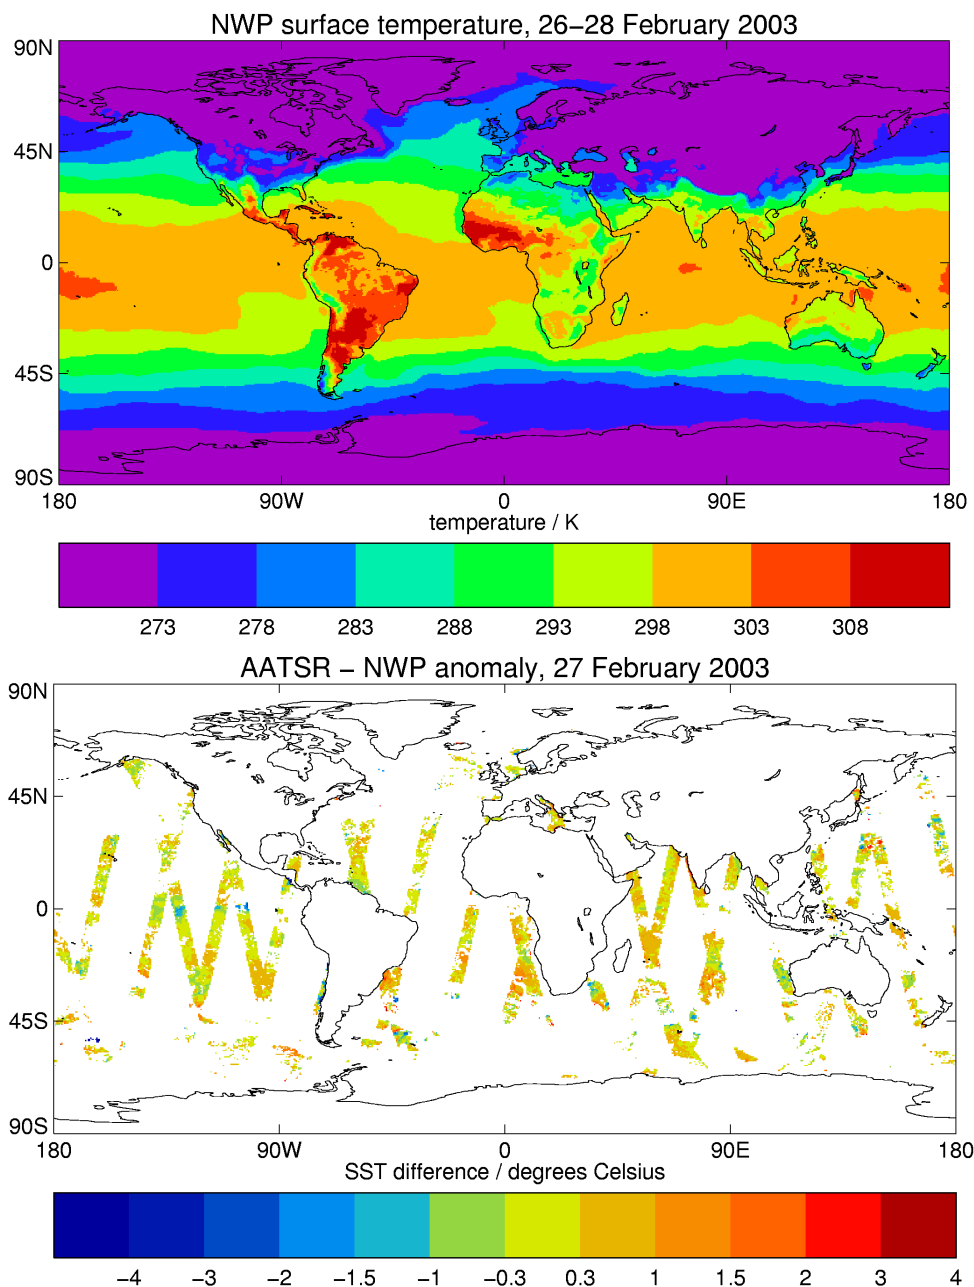 NWP surface temperature, 26–28 February 2003
90N
45N
0
45S
90S
180 90W 0 90E 180
temperature / K
273 278 283 288 293 298 303 308
AATSR – NWP anomaly, 27 February 2003
90N
45N
0
45S
90S
180 90W 0 90E 180
SST difference / degrees Celsius
−4 −3 −2 −1.5 −1 −0.3 0.3 1 1.5 2 3 4